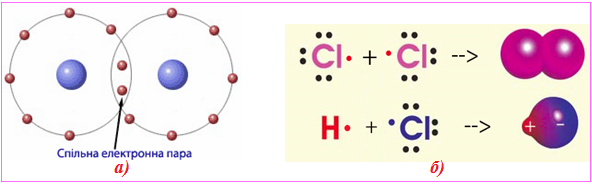 Спільна електронна пара
а)
Cl + Cl -->
H + Cl --> + −
б)